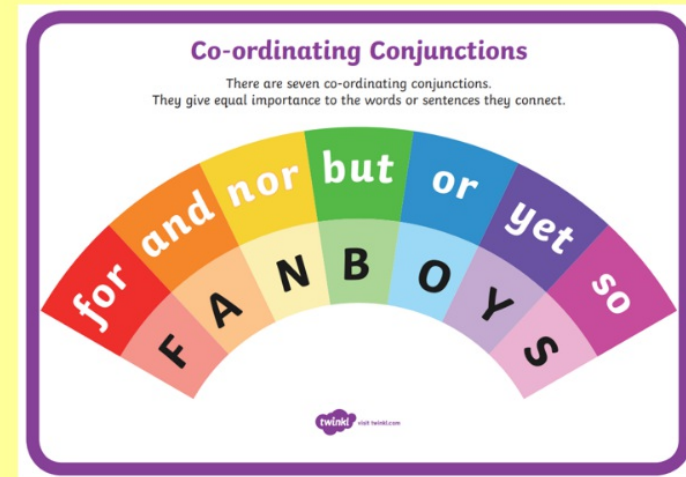 Co-ordinating Conjunctions
There are seven co-ordinating conjunctions.
They give equal importance to the words or sentences they connect.
for and nor but or yet so
F A N B O Y S
twinkl visit twinkl.com